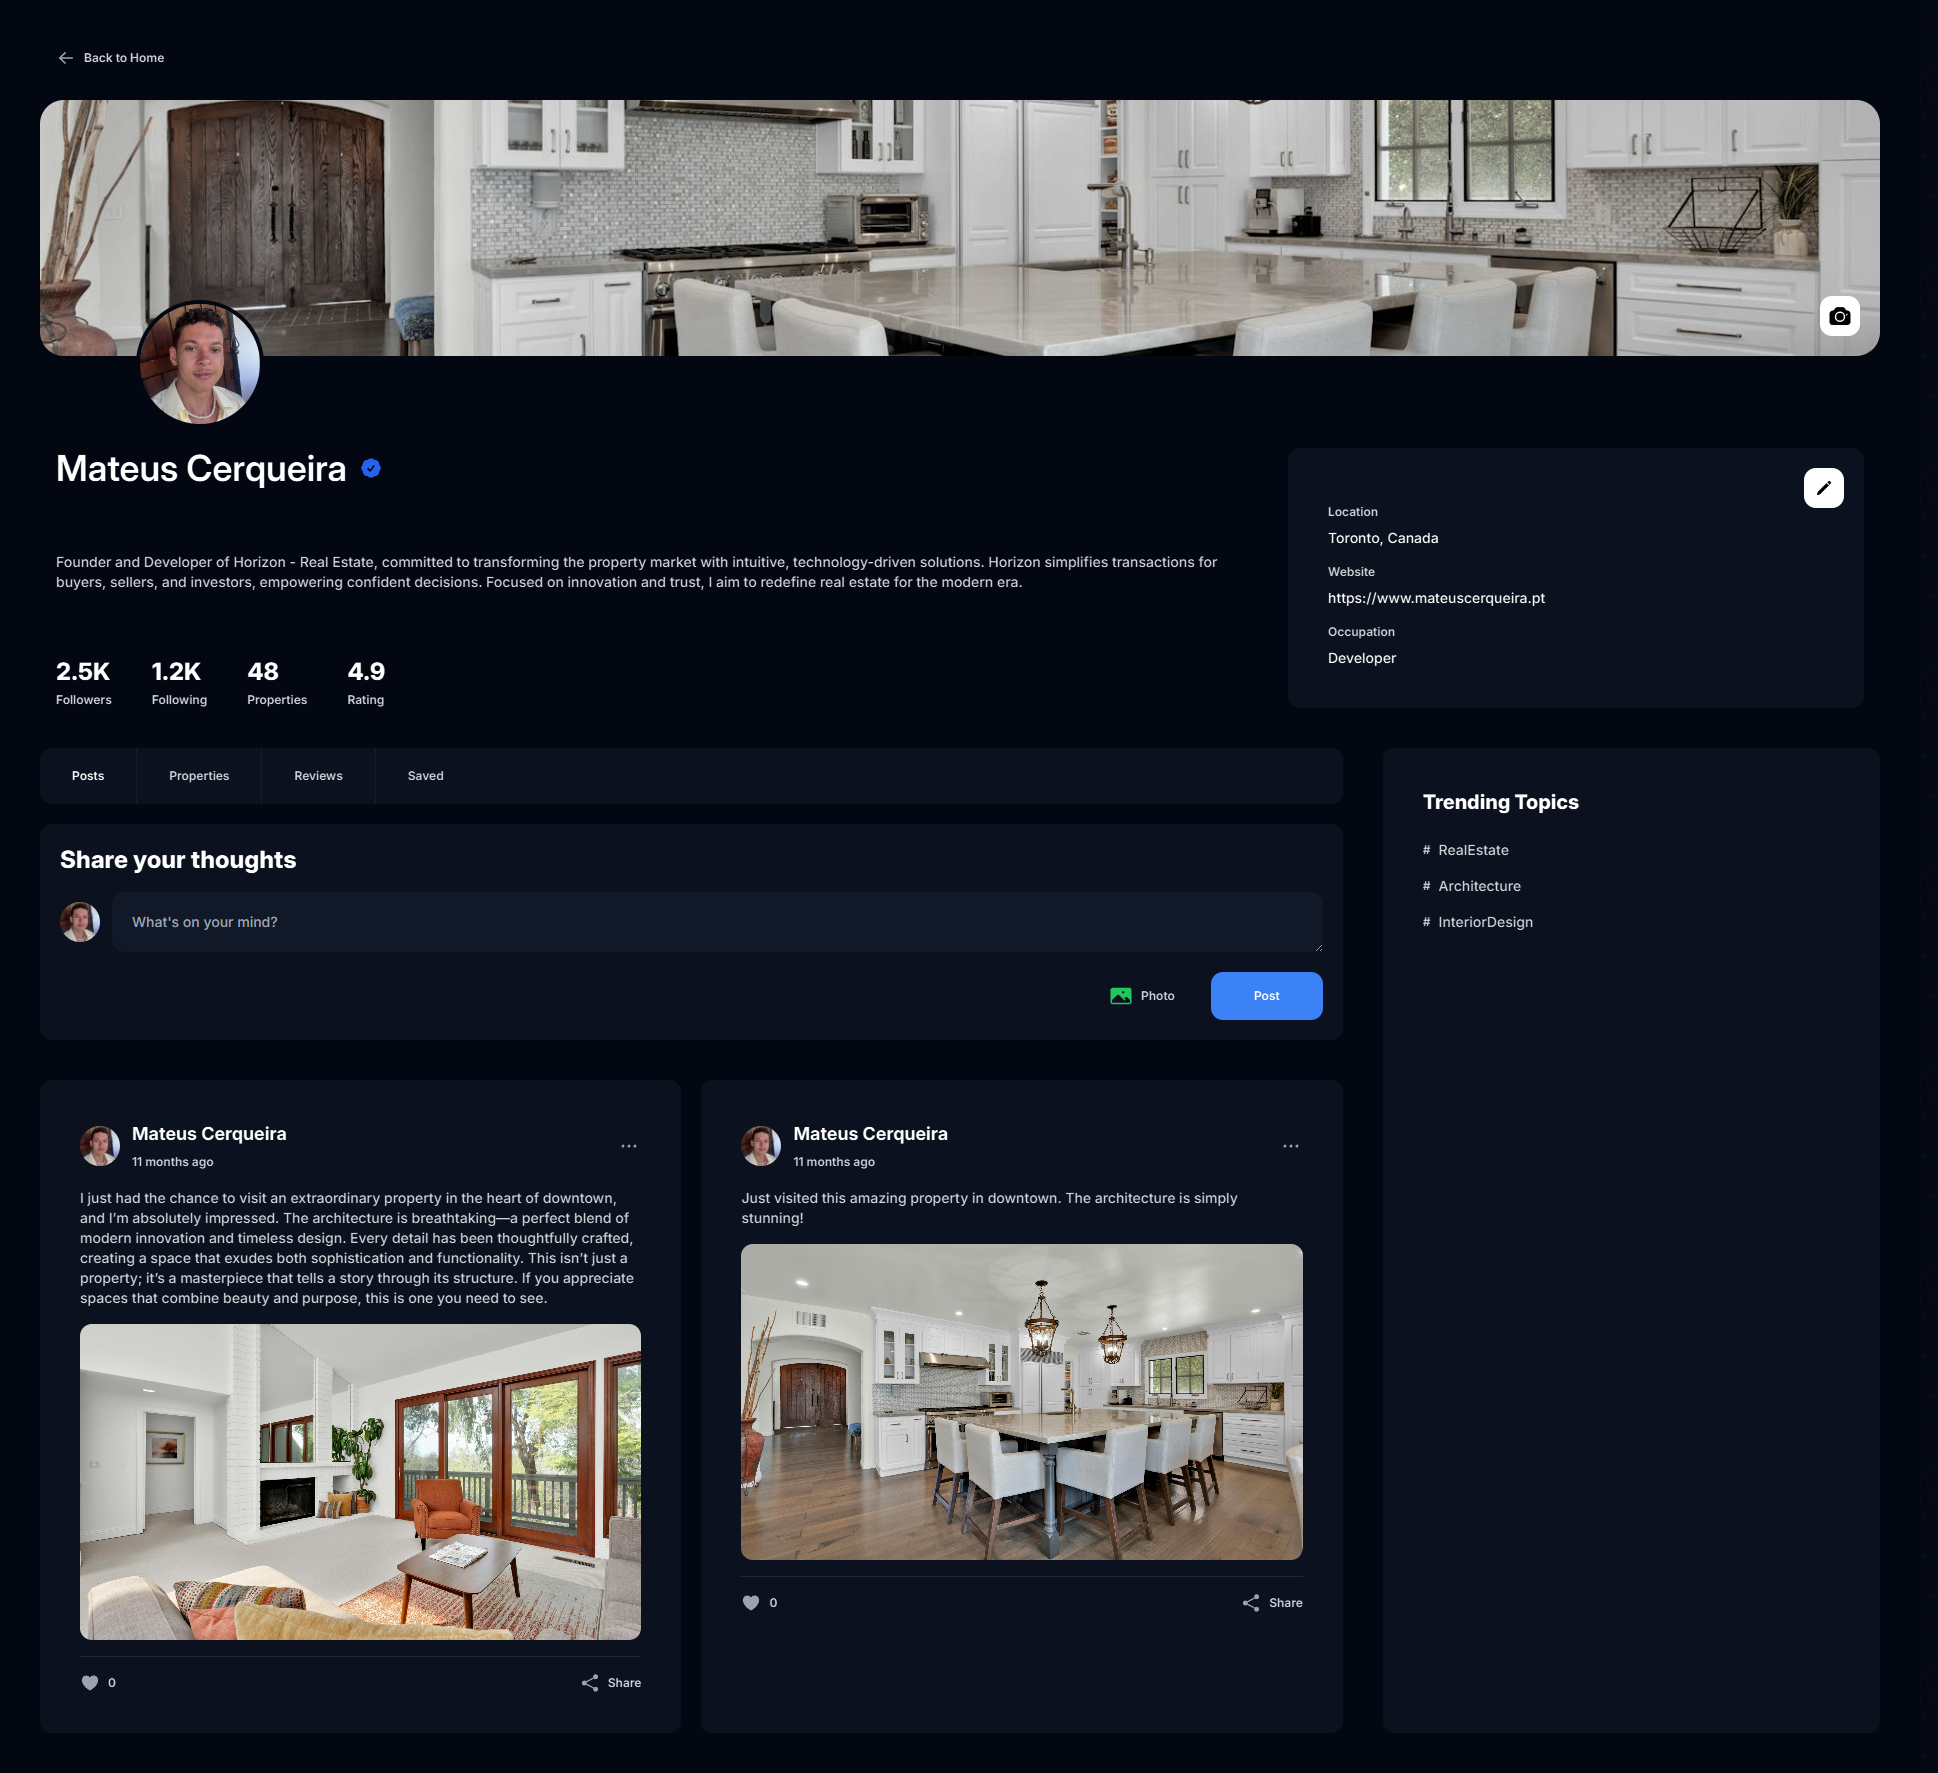 Back to Home
Mateus Cerqueira
Founder and Developer of Horizon - Real Estate, committed to transforming the property market with intuitive, technology-driven solutions. Horizon simplifies transactions for
buyers, sellers, and investors, empowering confident decisions. Focused on innovation and trust, I aim to redefine real estate for the modern era.
2.5K 1.2K 48 4.9
Followers Following Properties Rating
Location
Toronto, Canada
Website
https://www.mateuscerqueira.pt
Occupation
Developer
Posts Properties Reviews Saved
Share your thoughts
What's on your mind?
Photo Post
Trending Topics
# RealEstate
# Architecture
# InteriorDesign
Mateus Cerqueira
11 months ago
I just had the chance to visit an extraordinary property in the heart of downtown,
and I’m absolutely impressed. The architecture is breathtaking—a perfect blend of
modern innovation and timeless design. Every detail has been thoughtfully crafted,
creating a space that exudes both sophistication and functionality. This isn’t just a
property; it’s a masterpiece that tells a story through its structure. If you appreciate
spaces that combine beauty and purpose, this is one you need to see.
0 Share
Mateus Cerqueira
11 months ago
Just visited this amazing property in downtown. The architecture is simply
stunning!
0 Share